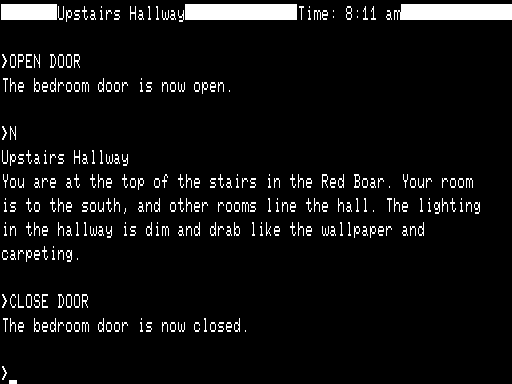 Upstairs Hallway Time: 8:11 am
>OPEN DOOR
The bedroom door is now open.
>N
Upstairs Hallway
You are at the top of the stairs in the Red Boar. Your room
is to the south, and other rooms line the hall. The lighting
in the hallway is dim and drab like the wallpaper and
carpeting.
>CLOSE DOOR
The bedroom door is now closed.
>